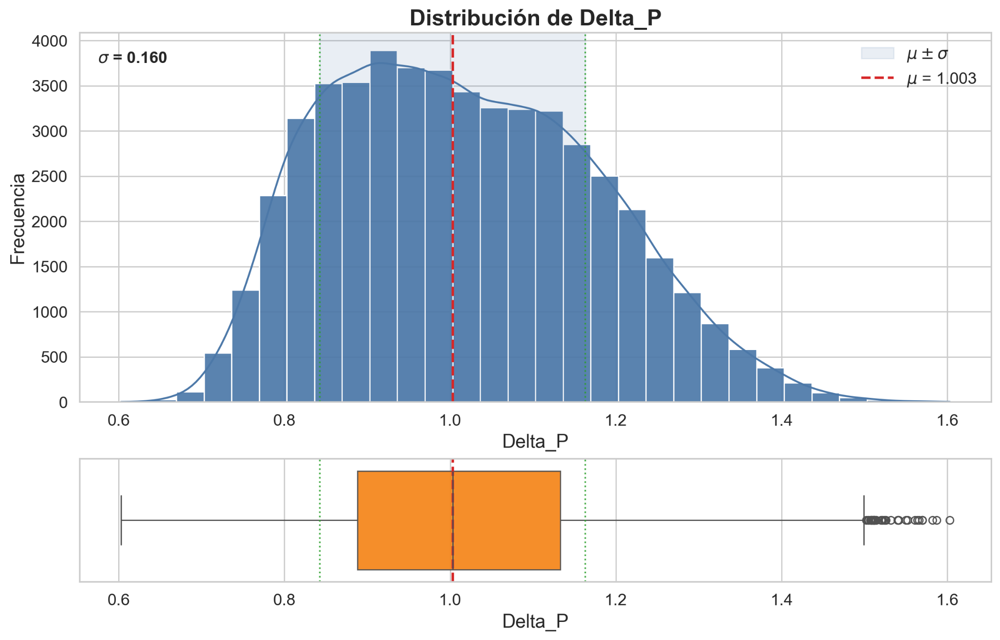 Distribución de Delta_P
σ = 0.160
μ ± σ
μ = 1.003
Frecuencia
4000
3500
3000
2500
2000
1500
1000
500
0
0.6 0.8 1.0 1.2 1.4 1.6
Delta_P
0.6 0.8 1.0 1.2 1.4 1.6
Delta_P